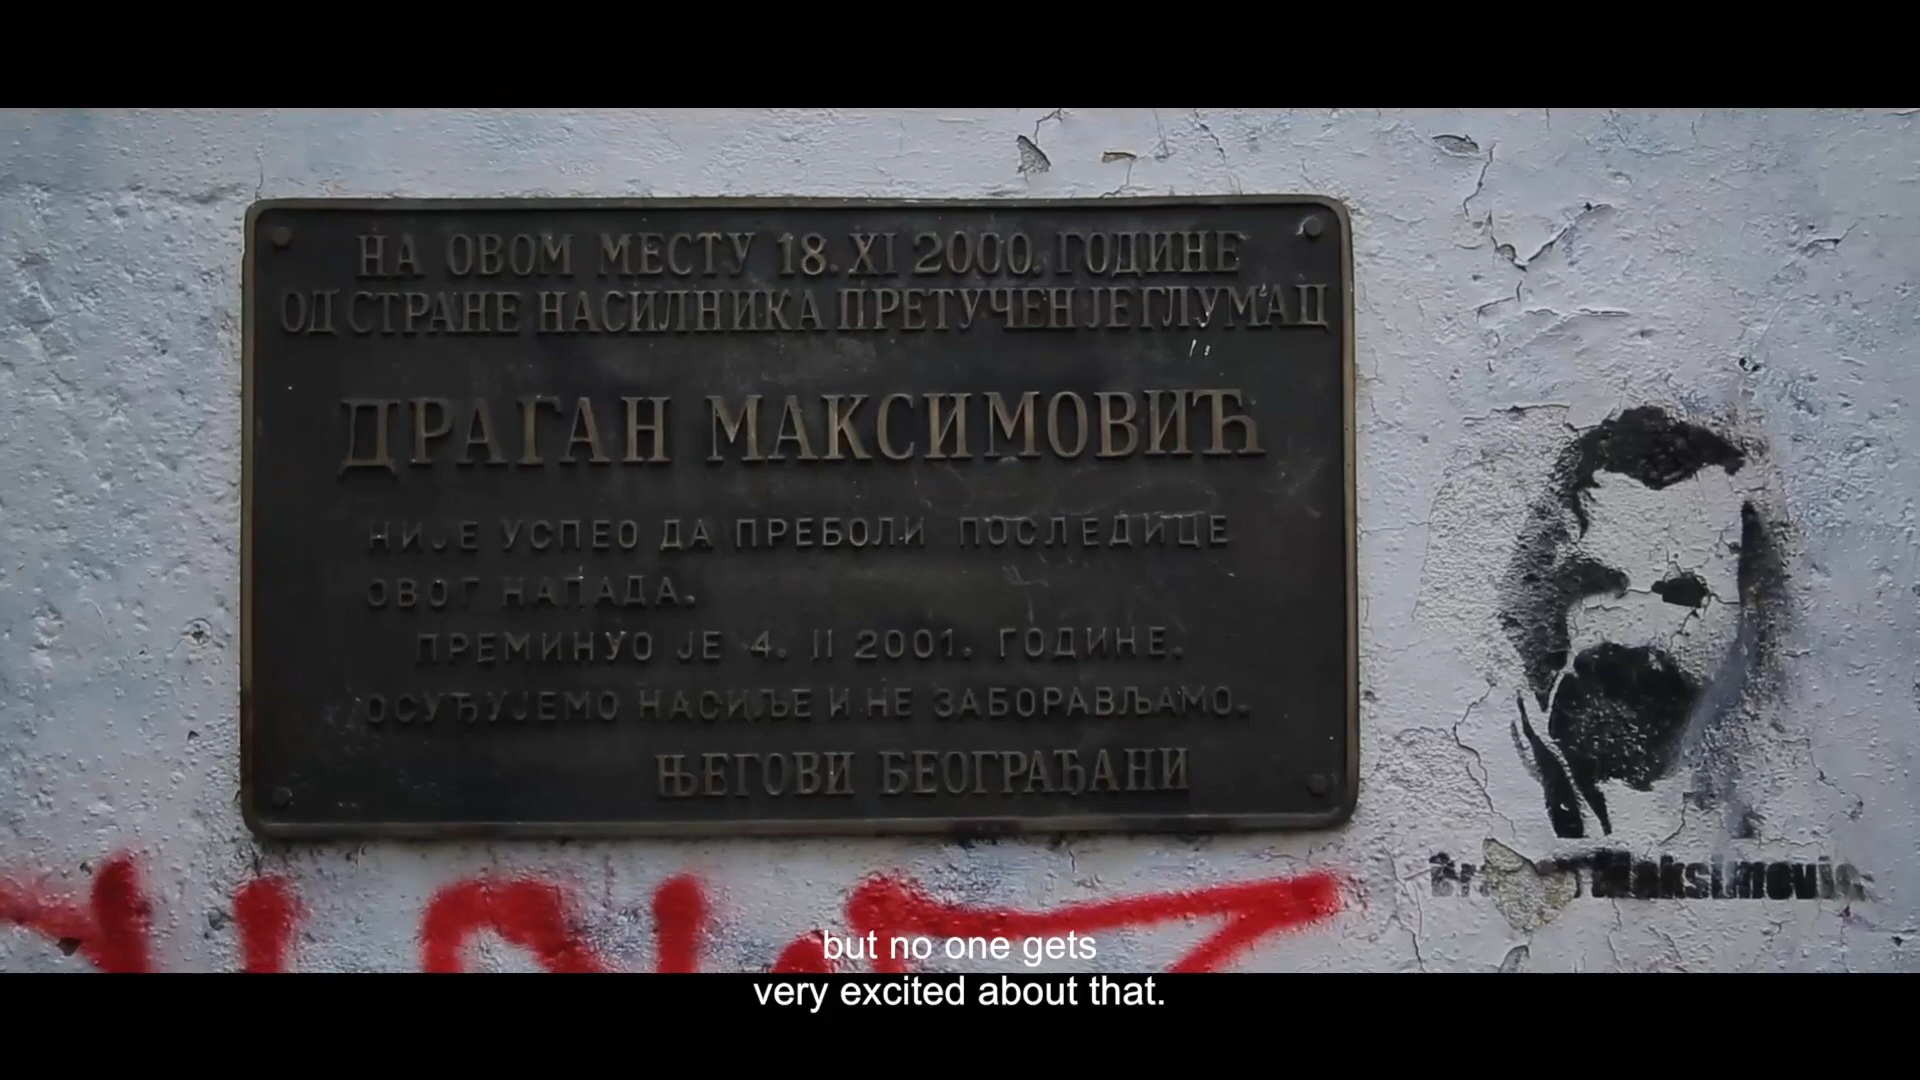 НА ОВОМ МЕСТУ 18. XI 2000. ГОДИНЕ
ОД СТРАНЕ НАСИЛНИКА ПРЕТУЧЕН ЈЕ ГЛУМАЦ
ДРАГАН МАКСИМОВИЋ
НИЈЕ УСПЕО ДА ПРЕБОЛИ ПОСЛЕДИЦЕ
ОВОГ НАПАДА.
ПРЕМИНУО ЈЕ 4. II 2001. ГОДИНЕ.
ОСУЂУЈЕМО НАСИЉЕ И НЕ ЗАБОРАВЉАМО.
ЊЕГОВИ БЕОГРАЂАНИ
Maksimovic
but no one gets
very excited about that.